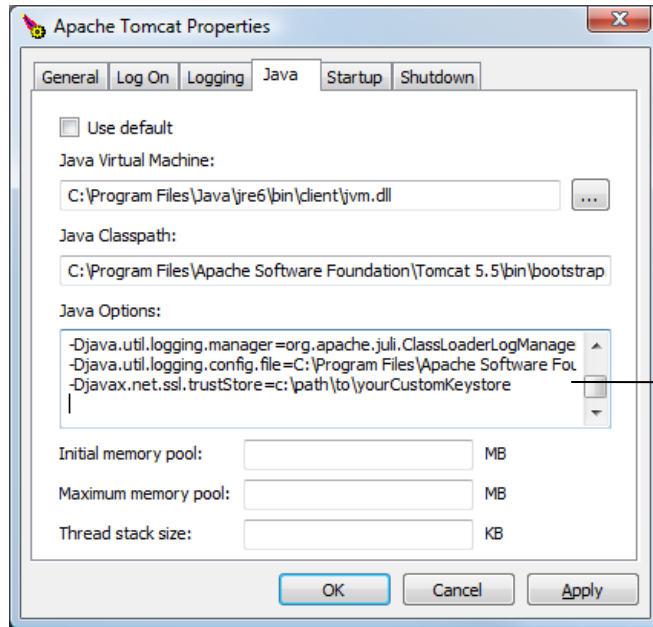 Apache Tomcat Properties
General Log On Logging Java Startup Shutdown
Use default
Java Virtual Machine:
C:\Program Files\Java\jre6\bin\client\jvm.dll
...
Java Classpath:
C:\Program Files\Apache Software Foundation\Tomcat 5.5\bin\bootstrap
Java Options:
-Djava.util.logging.manager=org.apache.juli.ClassLoaderLogManage
-Djava.util.logging.config.file=C:\Program Files\Apache Software Fou
-Djavax.net.ssl.trustStore=c:\path\to\yourCustomKeystore
Initial memory pool: MB
Maximum memory pool: MB
Thread stack size: KB
OK Cancel Apply